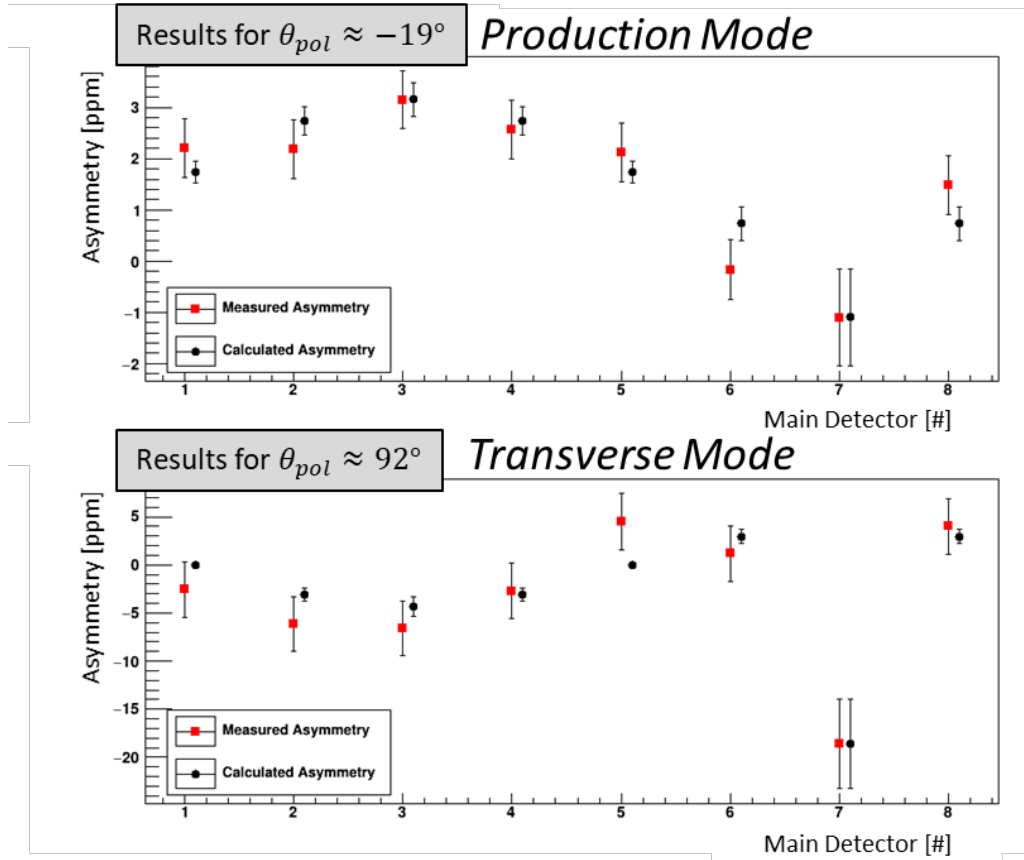 Results for θ_pol ≈ −19°
Production Mode
Asymmetry [ppm]
3
2
1
0
−1
−2
Measured Asymmetry
Calculated Asymmetry
1 2 3 4 5 6 7 8
Main Detector [#]
Results for θ_pol ≈ 92°
Transverse Mode
Asymmetry [ppm]
5
0
−5
−10
−15
−20
Measured Asymmetry
Calculated Asymmetry
1 2 3 4 5 6 7 8
Main Detector [#]